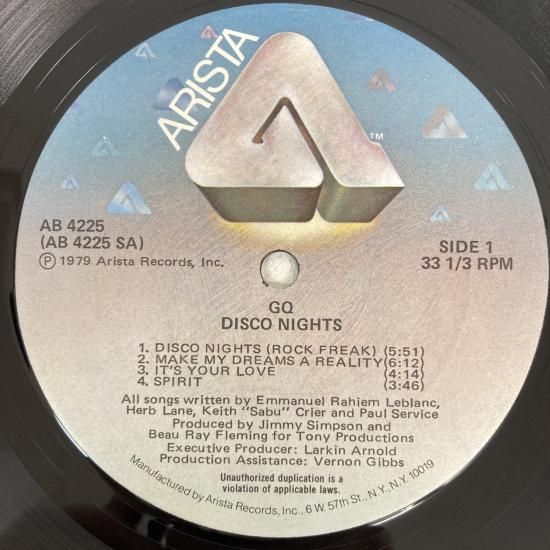 ARISTA
TM
AB 4225
(AB 4225 SA)
Ⓟ 1979 Arista Records, Inc.
SIDE 1
33 1/3 RPM
GQ
DISCO NIGHTS
1. DISCO NIGHTS (ROCK FREAK) (5:51)
2. MAKE MY DREAMS A REALITY (6:12)
3. IT'S YOUR LOVE (4:14)
4. SPIRIT (3:46)
All songs written by Emmanuel Rahiem Leblanc,
Herb Lane, Keith "Sabu" Crier and Paul Service
Produced by Jimmy Simpson and
Beau Ray Fleming for Tony Productions
Executive Producer: Larkin Arnold
Production Assistance: Vernon Gibbs
Unauthorized duplication is a
violation of applicable laws.
Manufactured by Arista Records, Inc., 6 W. 57th St., N.Y., N.Y. 10019